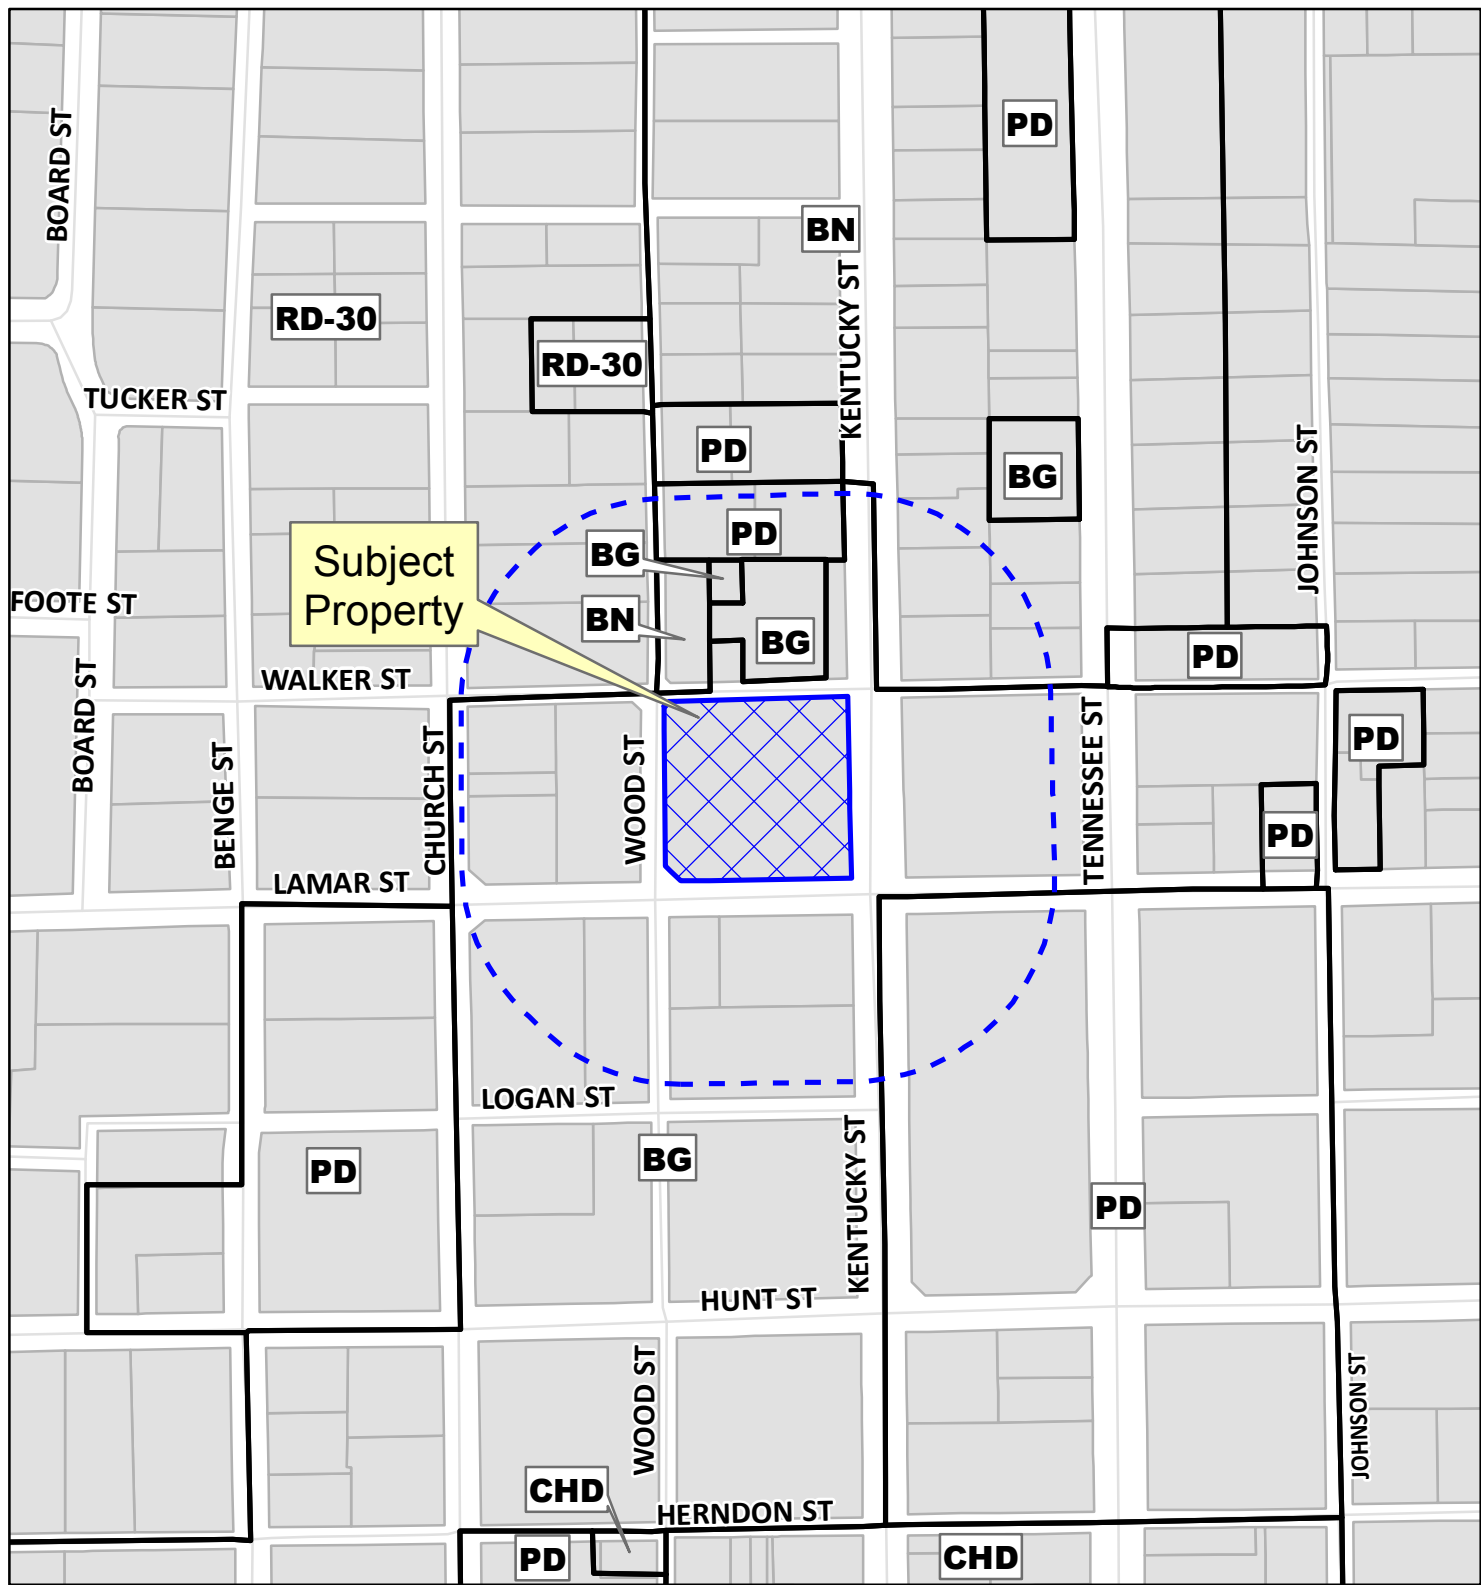 PD
BOARD ST
BN
KENTUCKY ST
RD-30
RD-30
TUCKER ST
PD
BG
JOHNSON ST
PD
Subject
Property
BG
FOOTE ST
BN
BG
PD
WALKER ST
BOARD ST
BENGE ST
CHURCH ST
WOOD ST
TENNESSEE ST
PD
PD
LAMAR ST
LOGAN ST
BG
KENTUCKY ST
PD
PD
HUNT ST
WOOD ST
JOHNSON ST
CHD
HERNDON ST
PD
CHD